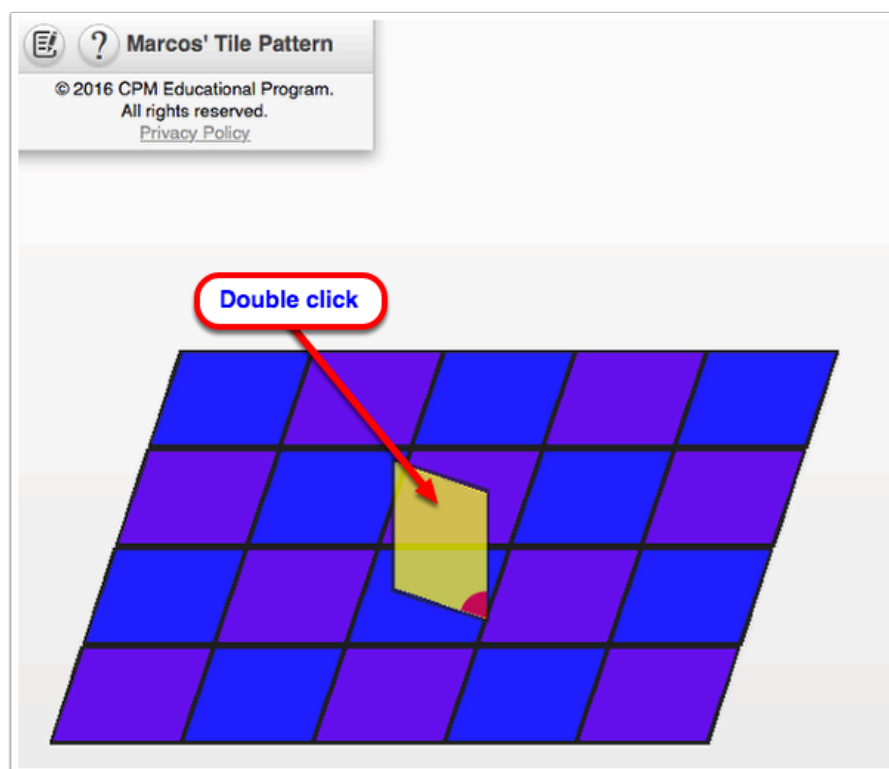 ? Marcos' Tile Pattern
© 2016 CPM Educational Program.
All rights reserved.
Privacy Policy
Double click